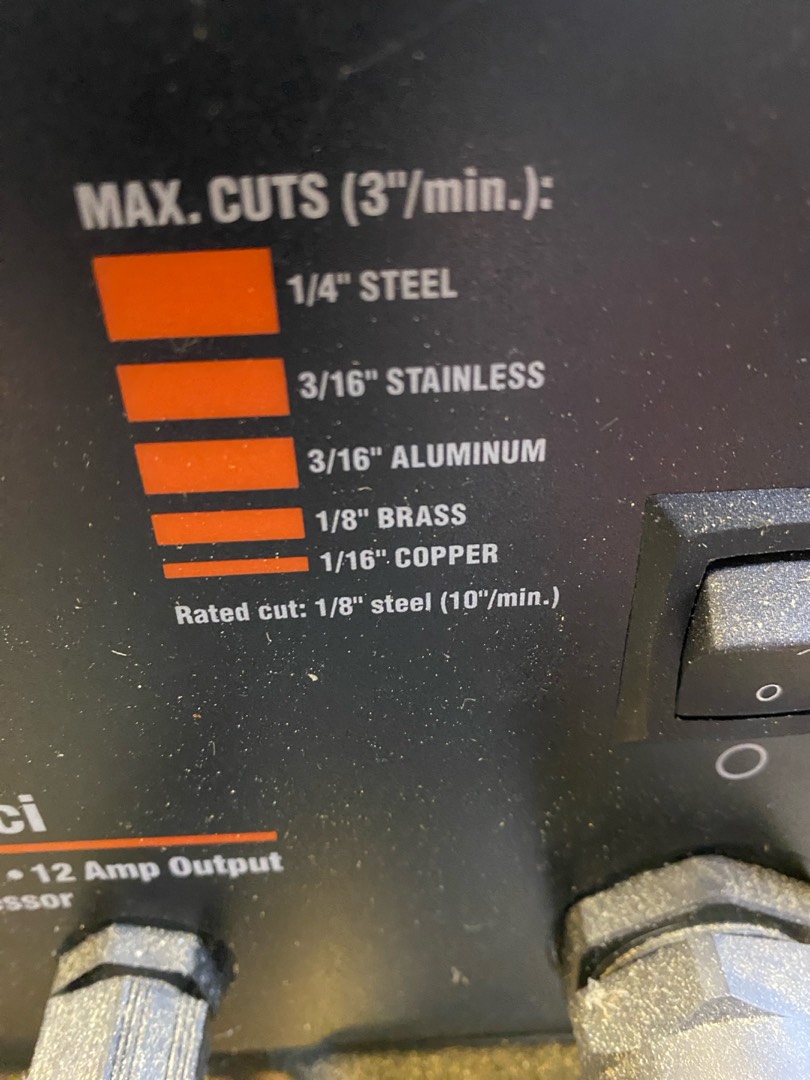 MAX. CUTS (3"/min.):
1/4" STEEL
3/16" STAINLESS
3/16" ALUMINUM
1/8" BRASS
1/16" COPPER
Rated cut: 1/8" steel (10"/min.)
ci
• 12 Amp Output
ssor